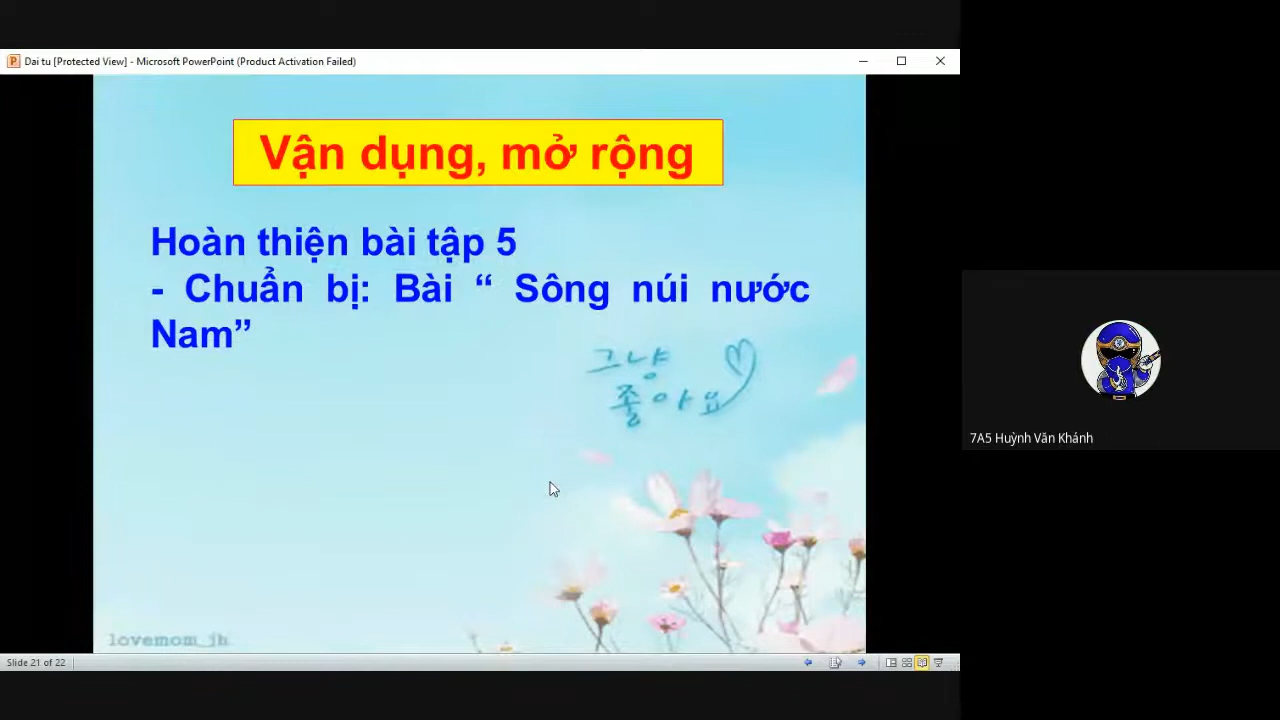 Dai tu [Protected View] - Microsoft PowerPoint (Product Activation Failed)
Vận dụng, mở rộng
Hoàn thiện bài tập 5
- Chuẩn bị: Bài “ Sông núi nước
Nam”
그냥
좋아요
lovemom_jh
7A5 Huỳnh Văn Khánh
Slide 21 of 22